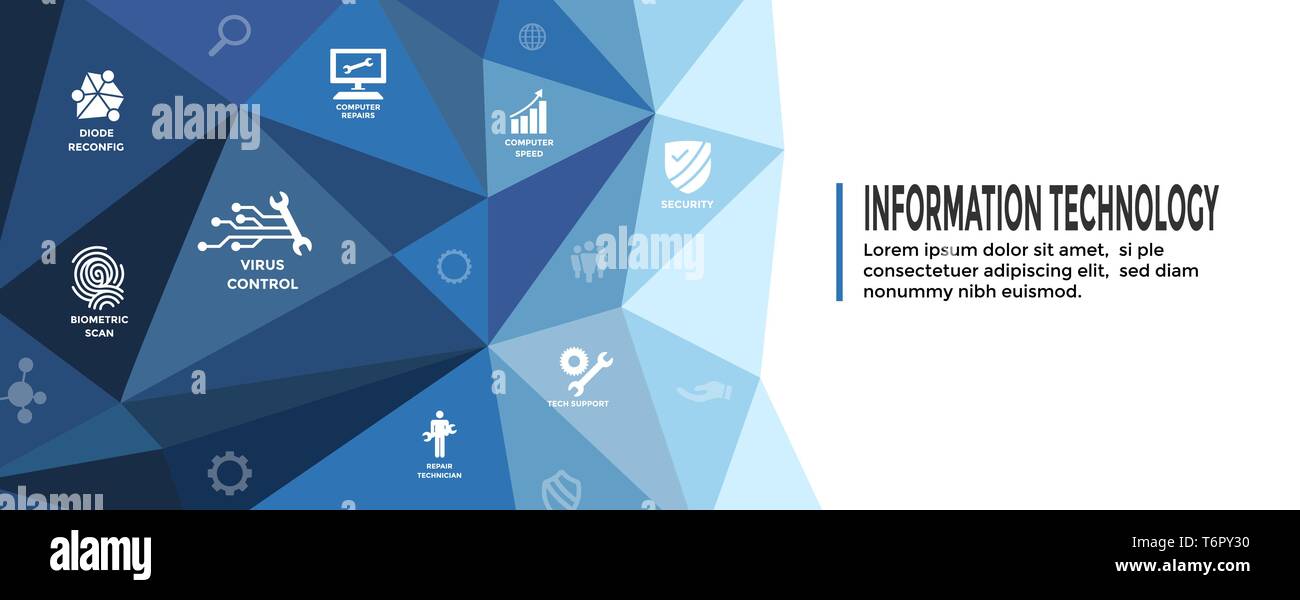 DIODE
RECONFIG
COMPUTER
REPAIRS
COMPUTER
SPEED
SECURITY
VIRUS
CONTROL
BIOMETRIC
SCAN
TECH SUPPORT
REPAIR
TECHNICIAN
INFORMATION TECHNOLOGY
Lorem ipsum dolor sit amet,  si ple
consectetuer adipiscing elit,  sed diam
nonummy nibh euismod.
alamy
alamy
a
a
a
a
a
a
a
alamy
Image ID: T6PY30
www.alamy.com